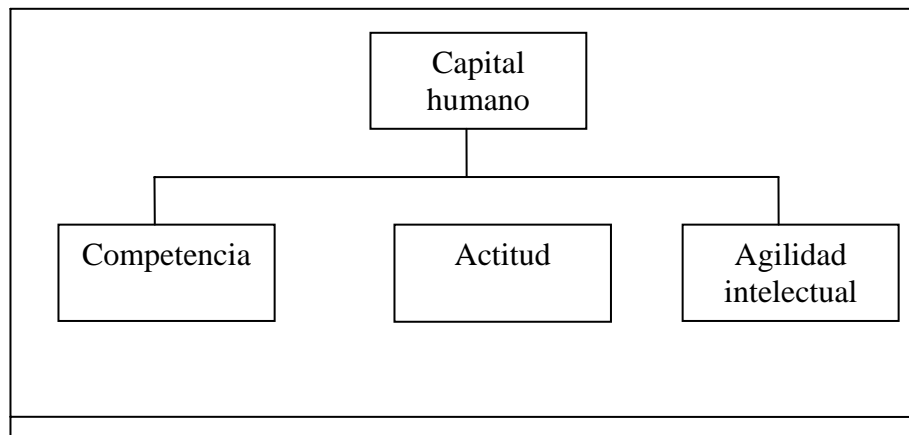 Capital
humano
Competencia
Actitud
Agilidad
intelectual